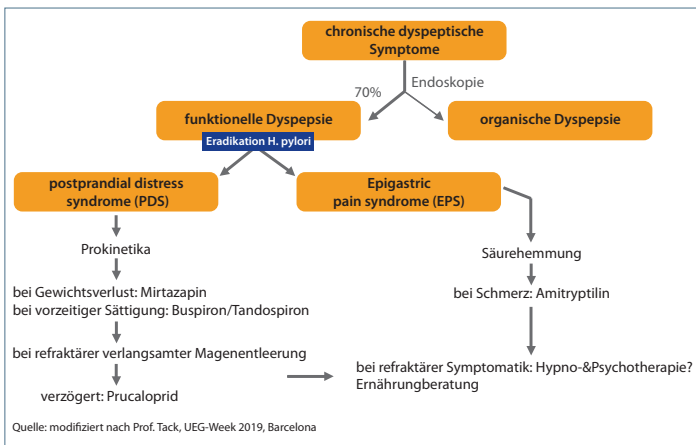 chronische dyspeptische
Symptome
Endoskopie
70%
funktionelle Dyspepsie
organische Dyspepsie
Eradikation H. pylori
postprandial distress
syndrome (PDS)
Epigastric
pain syndrome (EPS)
Prokinetika
Säurehemmung
bei Gewichtsverlust: Mirtazapin
bei vorzeitiger Sättigung: Buspiron/Tandospiron
bei Schmerz: Amitryptilin
bei refraktärer verlangsamter Magenentleerung
bei refraktärer Symptomatik: Hypno-&Psychotherapie?
Ernährungberatung
verzögert: Prucaloprid
Quelle: modifiziert nach Prof. Tack, UEG-Week 2019, Barcelona